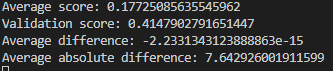 Average score: 0.17725085635545962
Validation score: 0.4147902791651447
Average difference: -2.2331343123888863e-15
Average absolute difference: 7.642926001911599